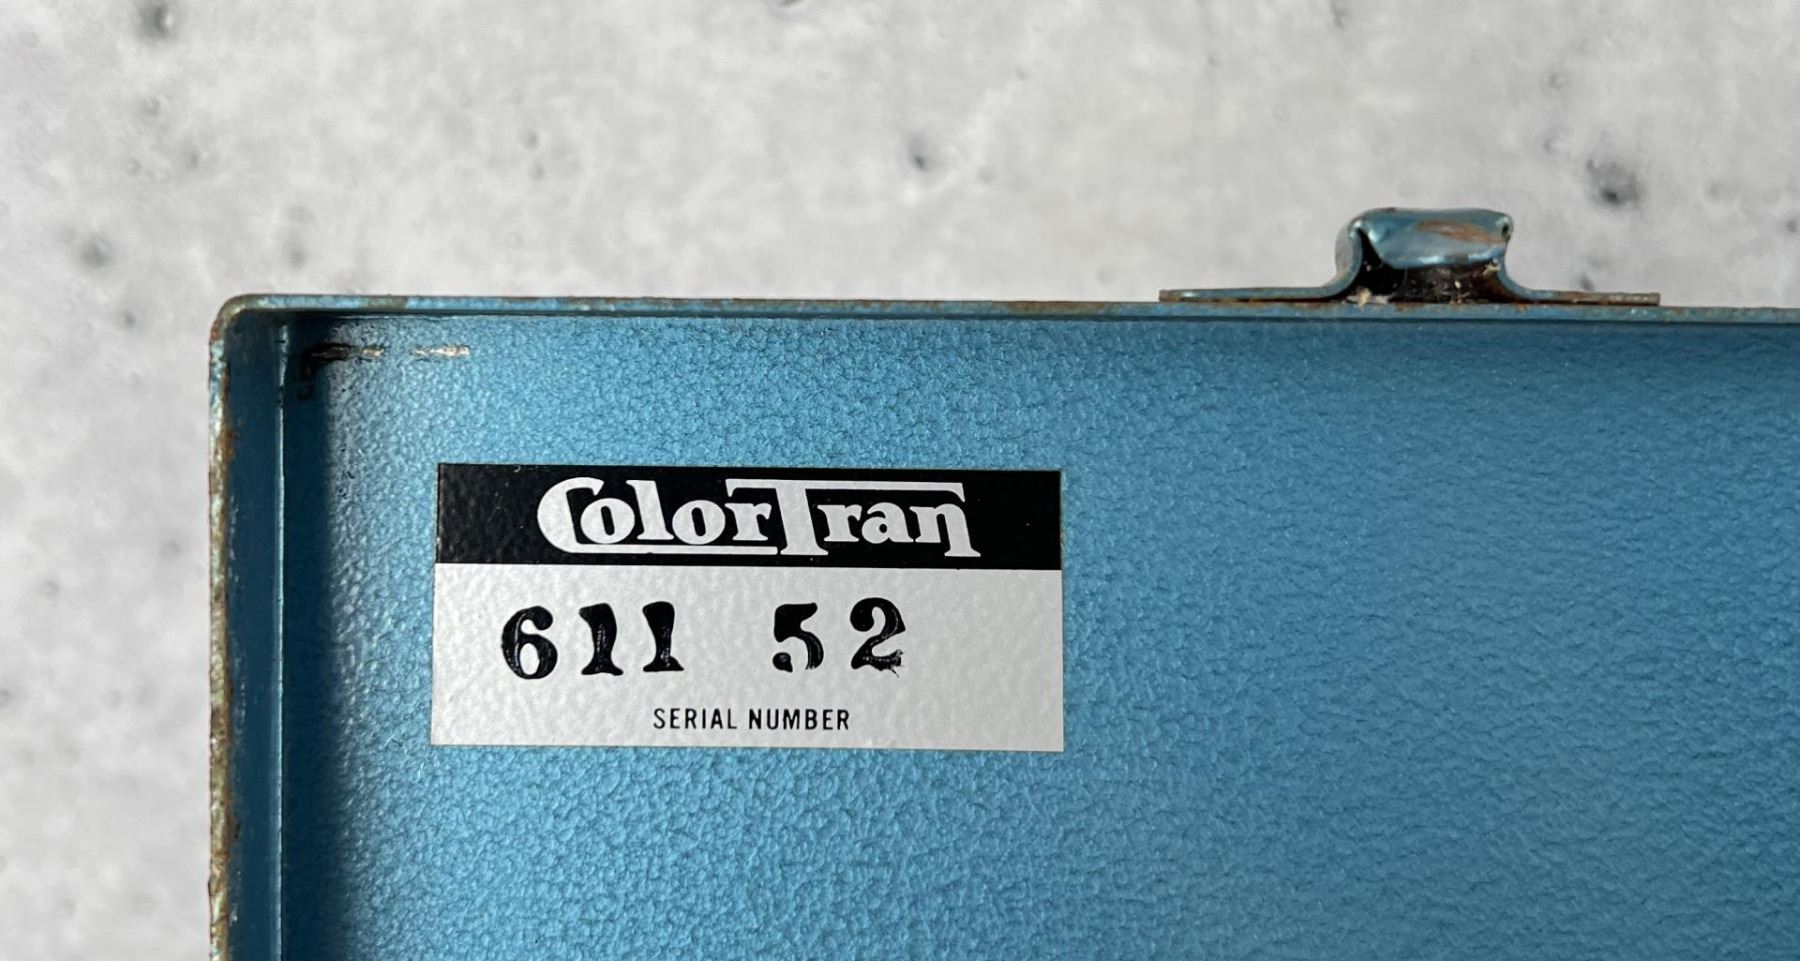 ColorTran
611 52
SERIAL NUMBER